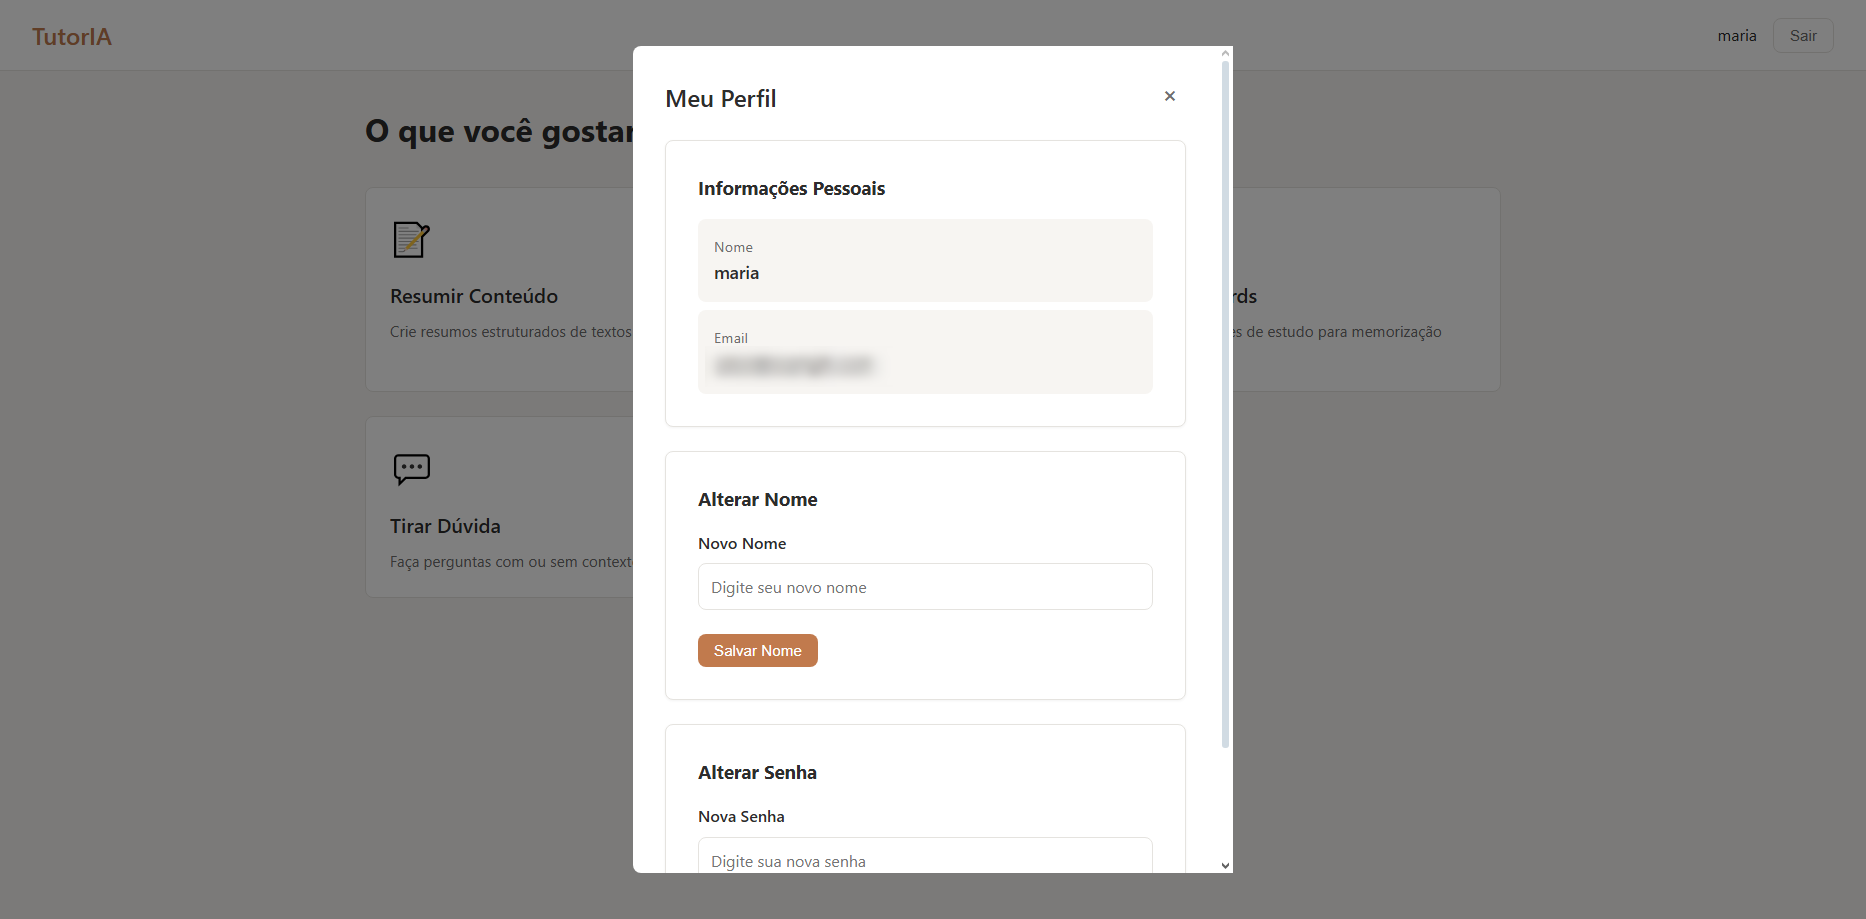 TutorIA
maria
Sair
O que você gostar
Resumir Conteúdo
Crie resumos estruturados de textos
rds
es de estudo para memorização
Tirar Dúvida
Faça perguntas com ou sem contexto
Meu Perfil
×
Informações Pessoais
Nome
maria
Email
Alterar Nome
Novo Nome
Digite seu novo nome
Salvar Nome
Alterar Senha
Nova Senha
Digite sua nova senha